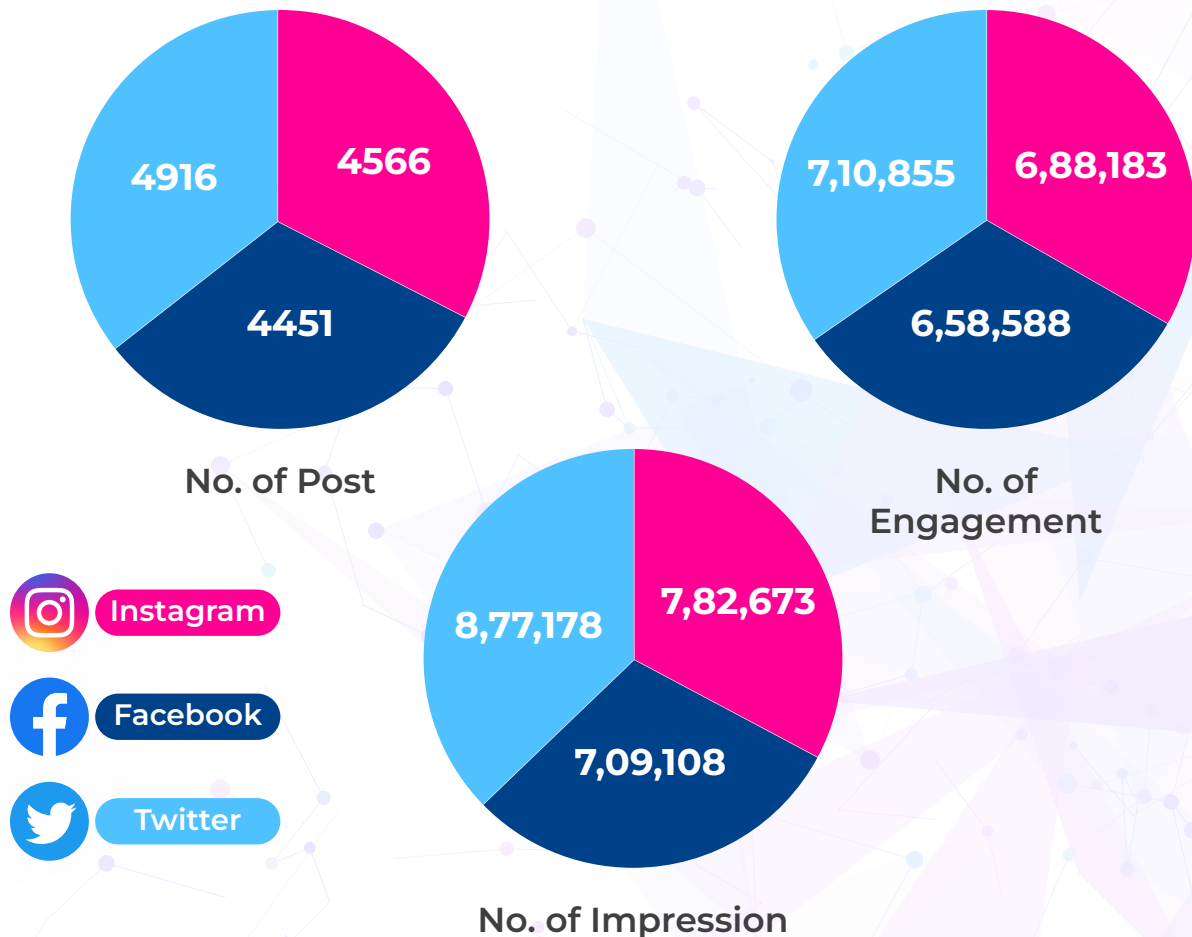 4916
4566
4451
No. of Post
7,10,855
6,88,183
6,58,588
No. of
Engagement
8,77,178
7,82,673
7,09,108
No. of Impression
Instagram
Facebook
Twitter